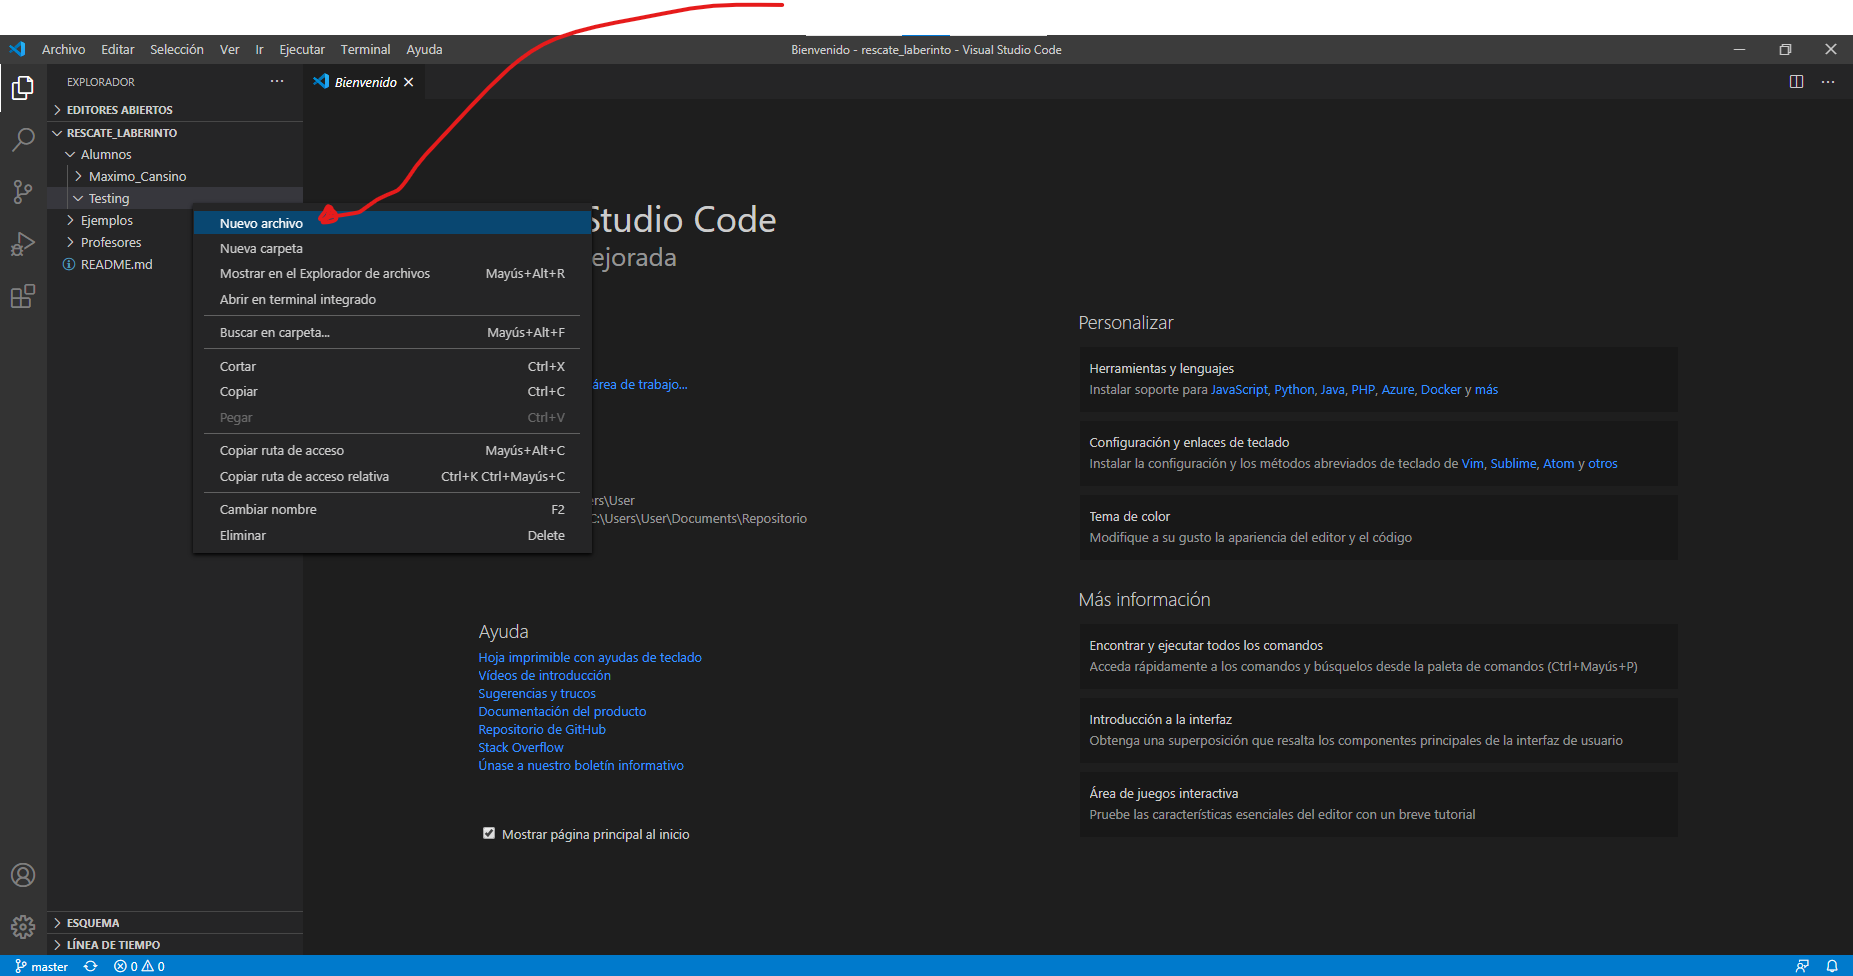 Archivo Editar Selección Ver Ir Ejecutar Terminal Ayuda
Bienvenido - rescate_laberinto - Visual Studio Code
EXPLORADOR
Bienvenido
EDITORES ABIERTOS
RESCATE_LABERINTO
Alumnos
Maximo_Cansino
Testing
Ejemplos
Profesores
README.md
Nuevo archivo
Nueva carpeta
Mostrar en el Explorador de archivos Mayús+Alt+R
Abrir en terminal integrado
Buscar en carpeta... Mayús+Alt+F
Cortar Ctrl+X
Copiar Ctrl+C
Pegar Ctrl+V
Copiar ruta de acceso Mayús+Alt+C
Copiar ruta de acceso relativa Ctrl+K Ctrl+Mayús+C
Cambiar nombre F2
Eliminar Delete
Studio Code
ejorada
área de trabajo...
ers\User
C:\Users\User\Documents\Repositorio
Ayuda
Hoja imprimible con ayudas de teclado
Vídeos de introducción
Sugerencias y trucos
Documentación del producto
Repositorio de GitHub
Stack Overflow
Únase a nuestro boletín informativo
Mostrar página principal al inicio
Personalizar
Herramientas y lenguajes
Instalar soporte para JavaScript, Python, Java, PHP, Azure, Docker y más
Configuración y enlaces de teclado
Instalar la configuración y los métodos abreviados de teclado de Vim, Sublime, Atom y otros
Tema de color
Modifique a su gusto la apariencia del editor y el código
Más información
Encontrar y ejecutar todos los comandos
Acceda rápidamente a los comandos y búsquelos desde la paleta de comandos (Ctrl+Mayús+P)
Introducción a la interfaz
Obtenga una superposición que resalta los componentes principales de la interfaz de usuario
Área de juegos interactiva
Pruebe las características esenciales del editor con un breve tutorial
ESQUEMA
LÍNEA DE TIEMPO
master 0 0